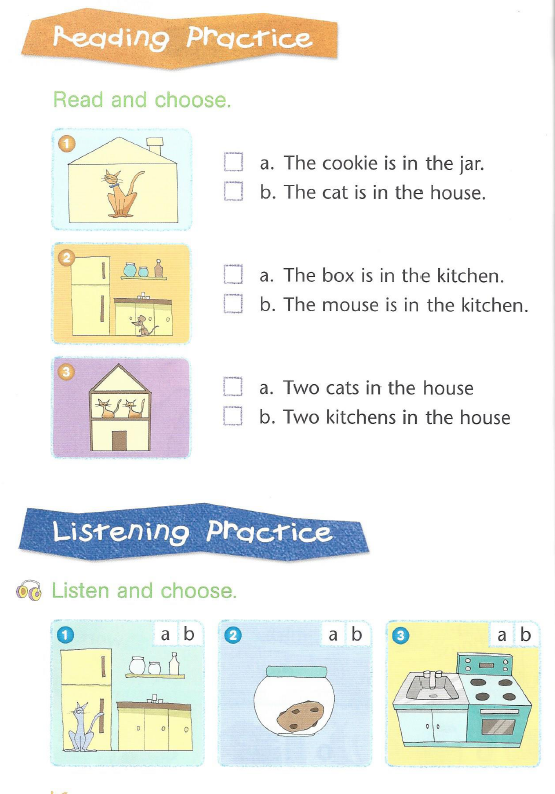 Reading Practice
Read and choose.
1
a. The cookie is in the jar.
b. The cat is in the house.
2
a. The box is in the kitchen.
b. The mouse is in the kitchen.
3
a. Two cats in the house
b. Two kitchens in the house
Listening Practice
Listen and choose.
1 a b
2 a b
3 a b